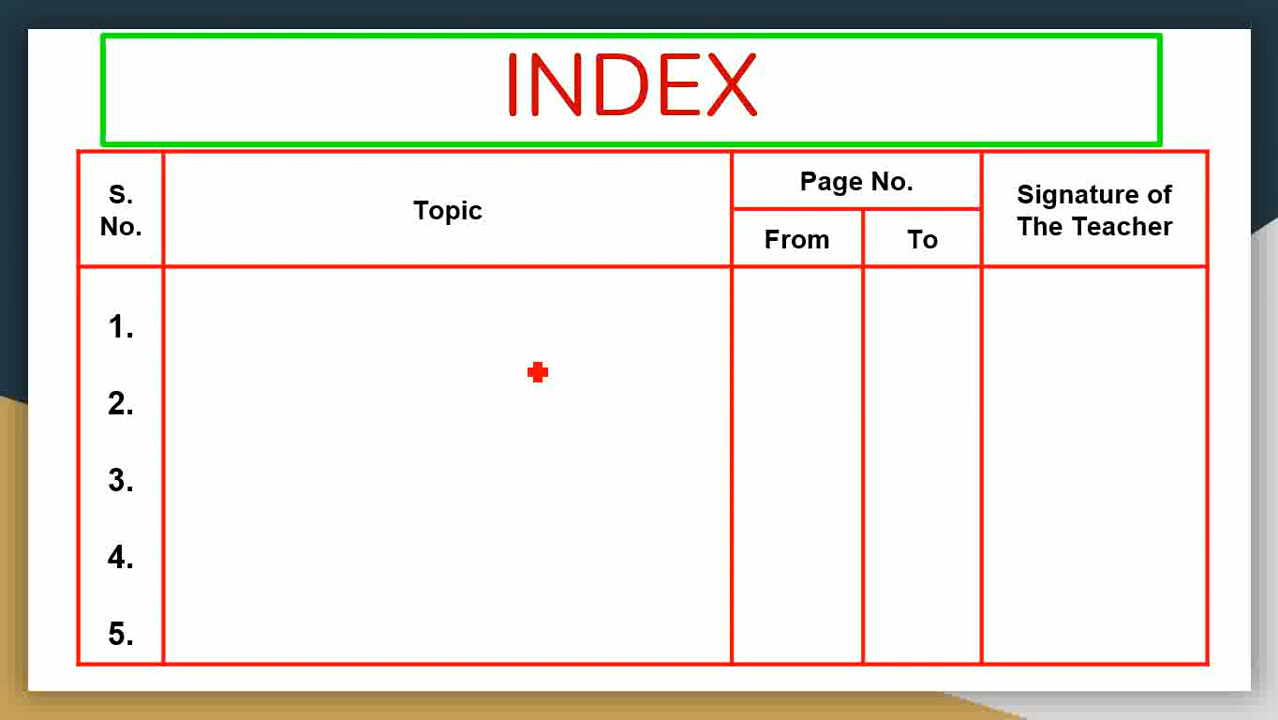 INDEX
S.
No.
Topic
Page No.
From
To
Signature of
The Teacher
1.
2.
3.
4.
5.